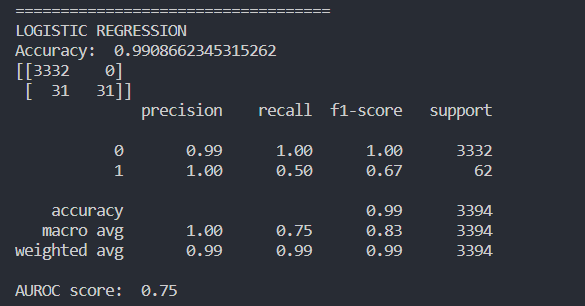 ===================================
LOGISTIC REGRESSION
Accuracy:  0.9908662345315262
[[3332    0]
 [  31   31]]
              precision    recall  f1-score   support

           0       0.99      1.00      1.00      3332
           1       1.00      0.50      0.67        62

    accuracy                           0.99      3394
   macro avg       1.00      0.75      0.83      3394
weighted avg       0.99      0.99      0.99      3394

AUROC score:  0.75